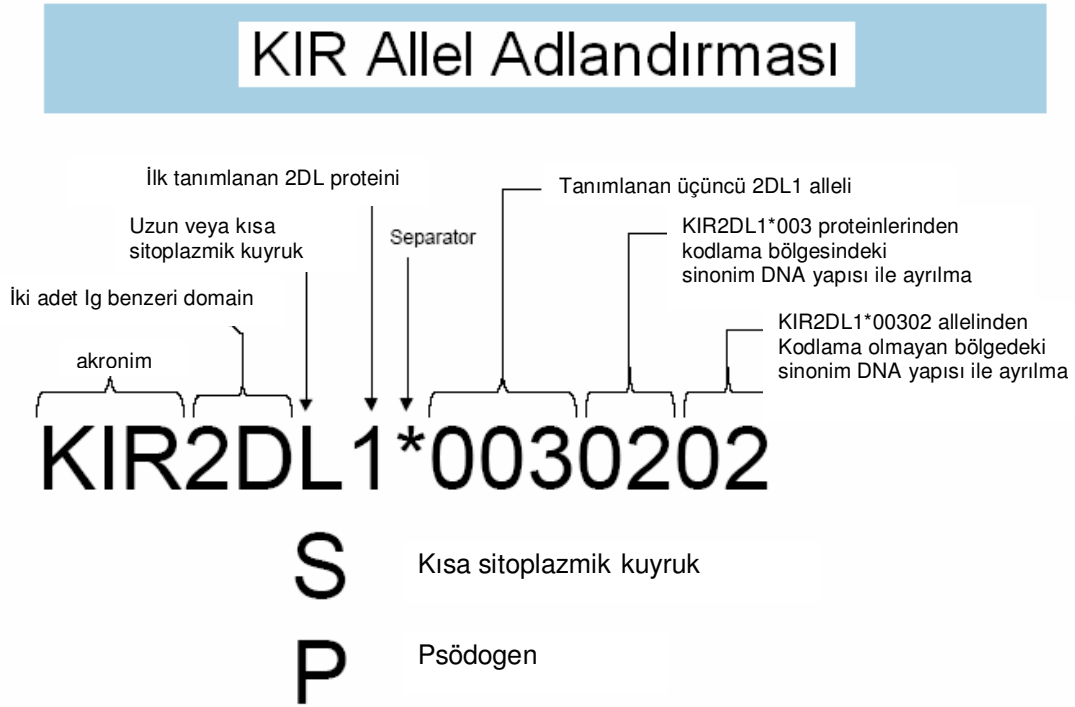 KIR Allel Adlandırması
İlk tanımlanan 2DL proteini
Tanımlanan üçüncü 2DL1 alleli
Uzun veya kısa
sitoplazmik kuyruk
Separator
KIR2DL1*003 proteinlerinden
kodlama bölgesindeki
sinonim DNA yapısı ile ayrılma
İki adet Ig benzeri domain
KIR2DL1*00302 allelinden
Kodlama olmayan bölgedeki
sinonim DNA yapısı ile ayrılma
akronim
KIR2DL1*0030202
S
Kısa sitoplazmik kuyruk
P
Psödogen